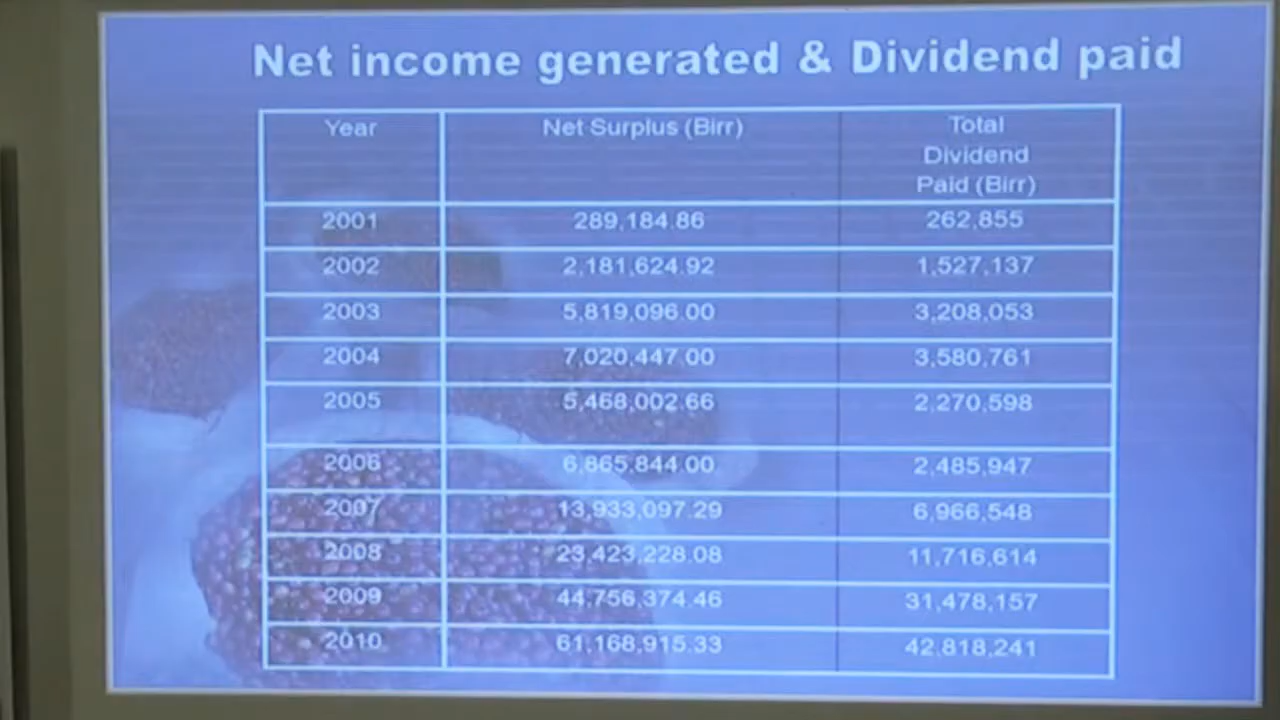 Net income generated & Dividend paid
Year Net Surplus (Birr) Total
Dividend
Paid (Birr)
2001 289,184.86 262,855
2002 2,181,624.92 1,527,137
2003 5,819,096.00 3,208,053
2004 7,020,447.00 3,580,761
2005 5,468,002.66 2,270,598
2006 6,865,844.00 2,485,947
2007 13,933,097.29 6,966,548
2008 23,423,228.08 11,716,614
2009 44,756,374.46 31,478,157
2010 61,168,915.33 42,818,241